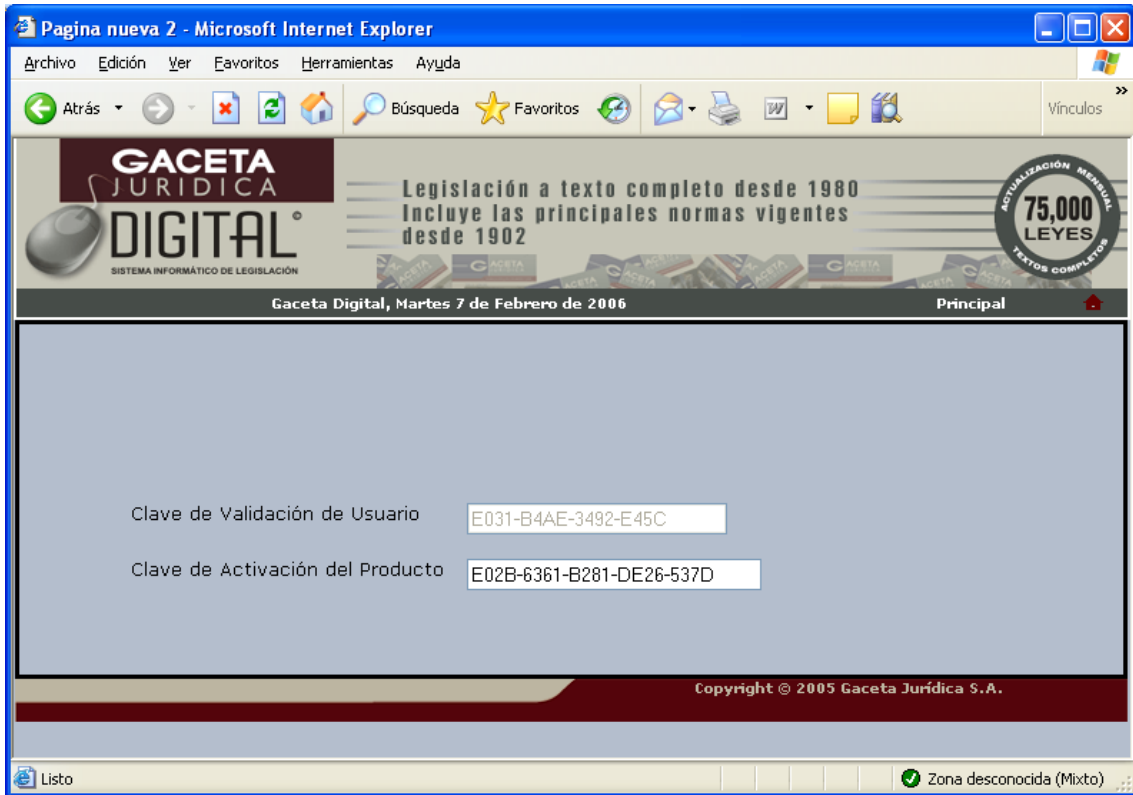 Pagina nueva 2 - Microsoft Internet Explorer
Archivo Edición Ver Favoritos Herramientas Ayuda
Atrás Búsqueda Favoritos Vínculos
GACETA
JURIDICA
DIGITAL
SISTEMA INFORMÁTICO DE LEGISLACIÓN
Legislación a texto completo desde 1980
Incluye las principales normas vigentes
desde 1902
ACTUALIZACIÓN MENSUAL
75,000
LEYES
TEXTOS COMPLETOS
Gaceta Digital, Martes 7 de Febrero de 2006 Principal
Clave de Validación de Usuario E031-B4AE-3492-E45C
Clave de Activación del Producto E02B-6361-B281-DE26-537D
Copyright © 2005 Gaceta Jurídica S.A.
Listo Zona desconocida (Mixto)